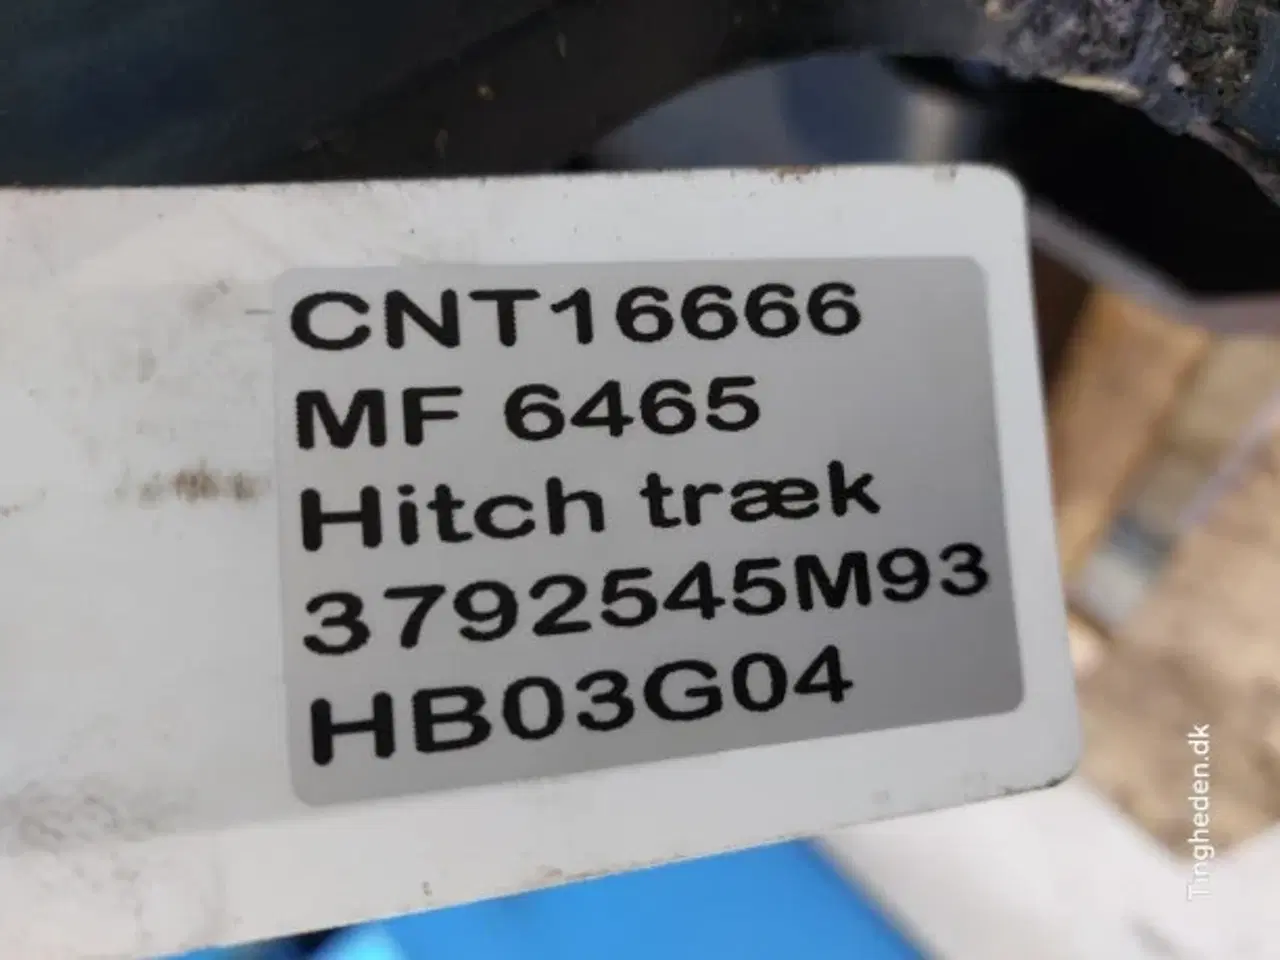 CNT16666
MF 6465
Hitch træk
3792545M93
HB03G04
Tingheden.dk